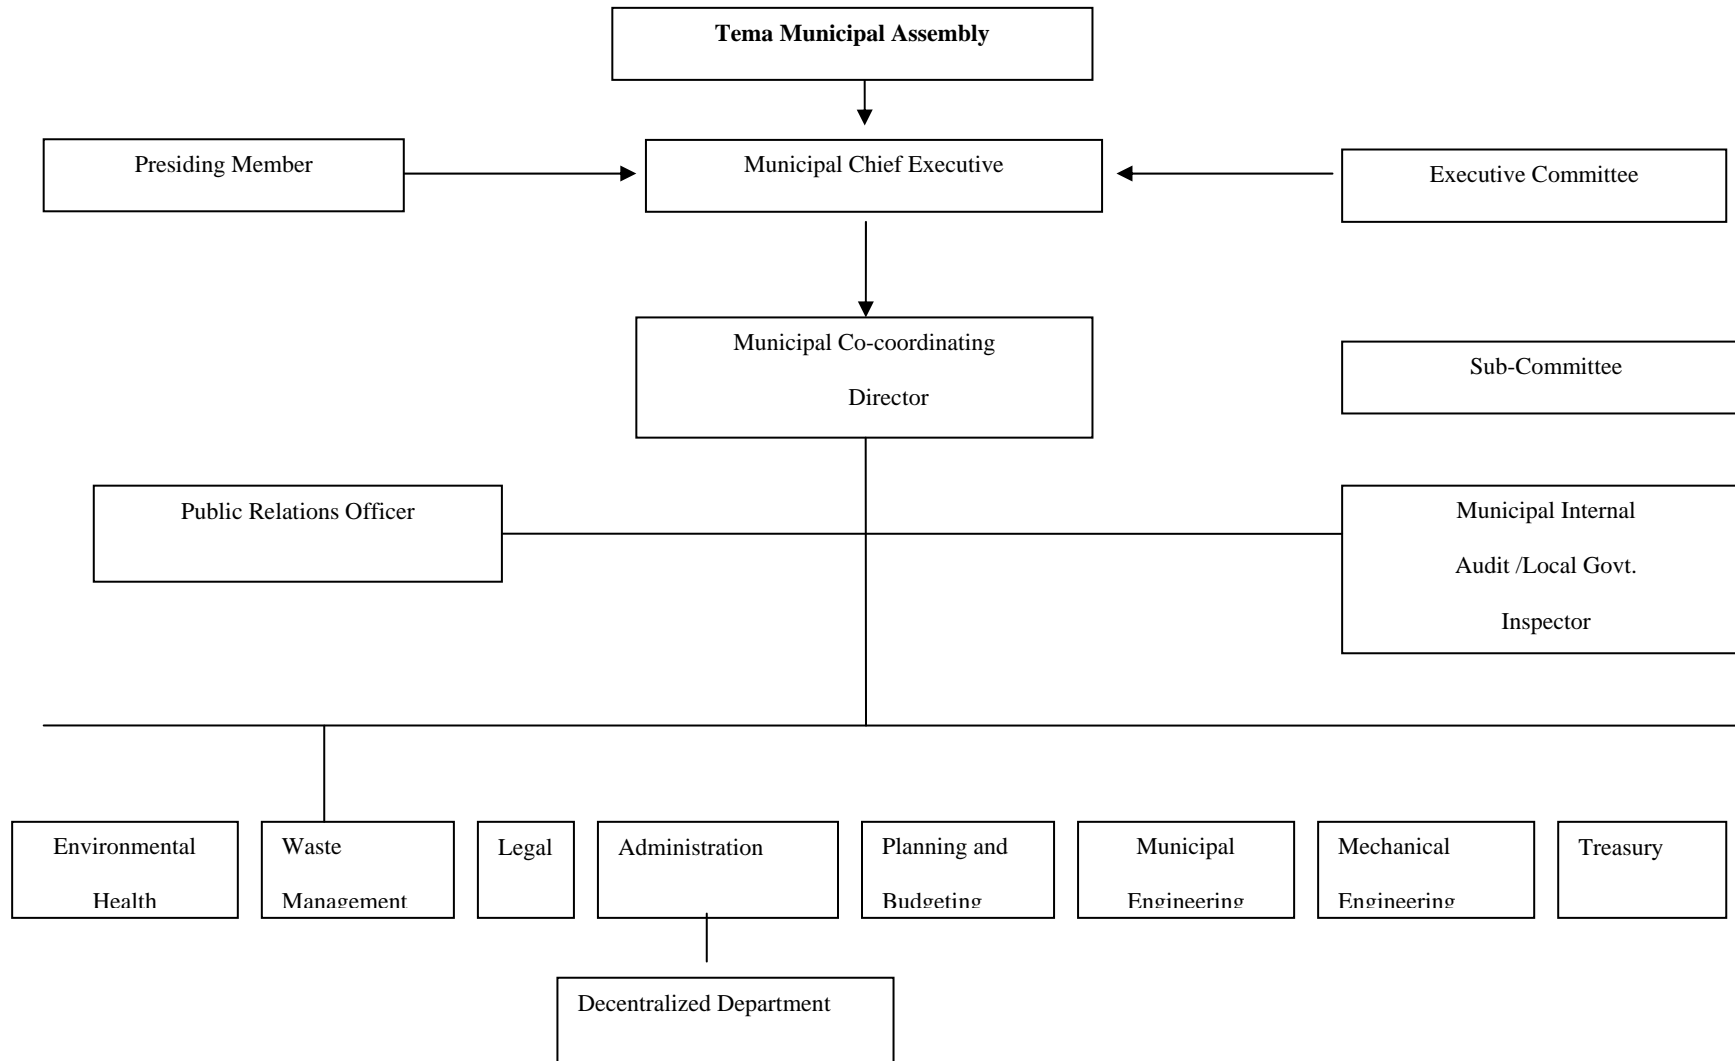 Tema Municipal Assembly
Presiding Member
Municipal Chief Executive
Executive Committee
Municipal Co-coordinating
Director
Sub-Committee
Public Relations Officer
Municipal Internal
Audit /Local Govt.
Inspector
Environmental
Health
Waste
Management
Legal
Administration
Planning and
Budgeting
Municipal
Engineering
Mechanical
Engineering
Treasury
Decentralized Department